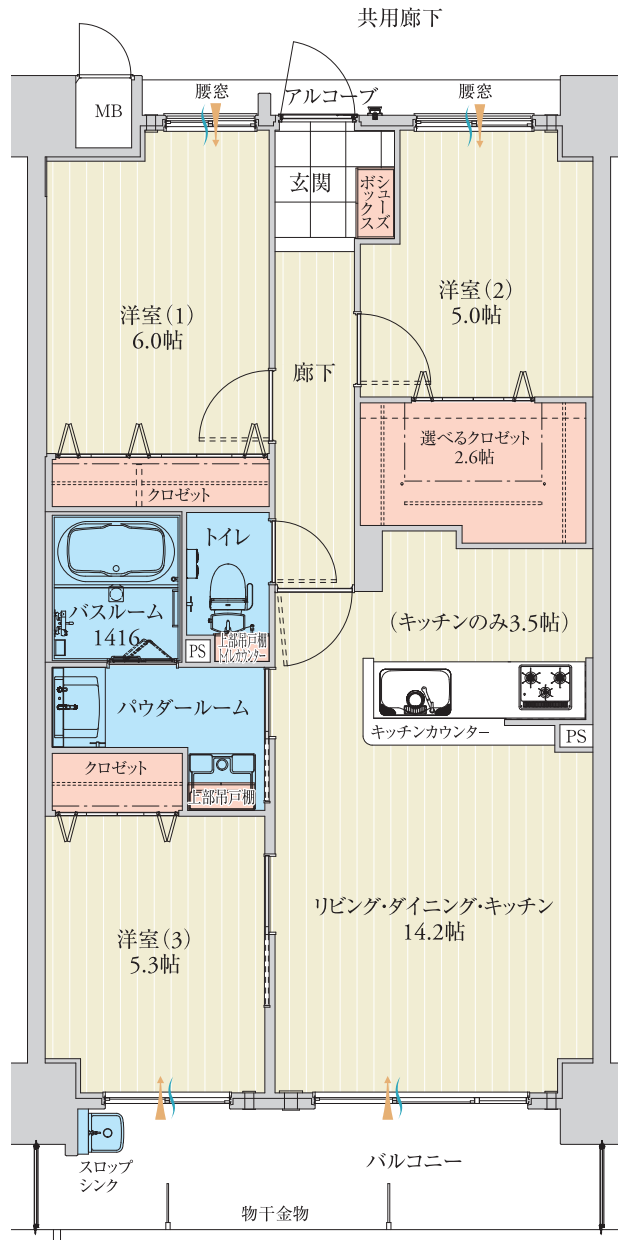 共用廊下
MB
腰窓
アルコーブ
腰窓
玄関
シューズ
ボックス
洋室(1)
6.0帖
洋室(2)
5.0帖
廊下
選べるクロゼット
2.6帖
クロゼット
トイレ
バスルーム
1416
PS
上部吊戸棚
トイレカウンター
(キッチンのみ3.5帖)
パウダールーム
キッチンカウンター
PS
クロゼット
上部吊戸棚
リビング・ダイニング・キッチン
14.2帖
洋室(3)
5.3帖
スロップ
シンク
バルコニー
物干金物